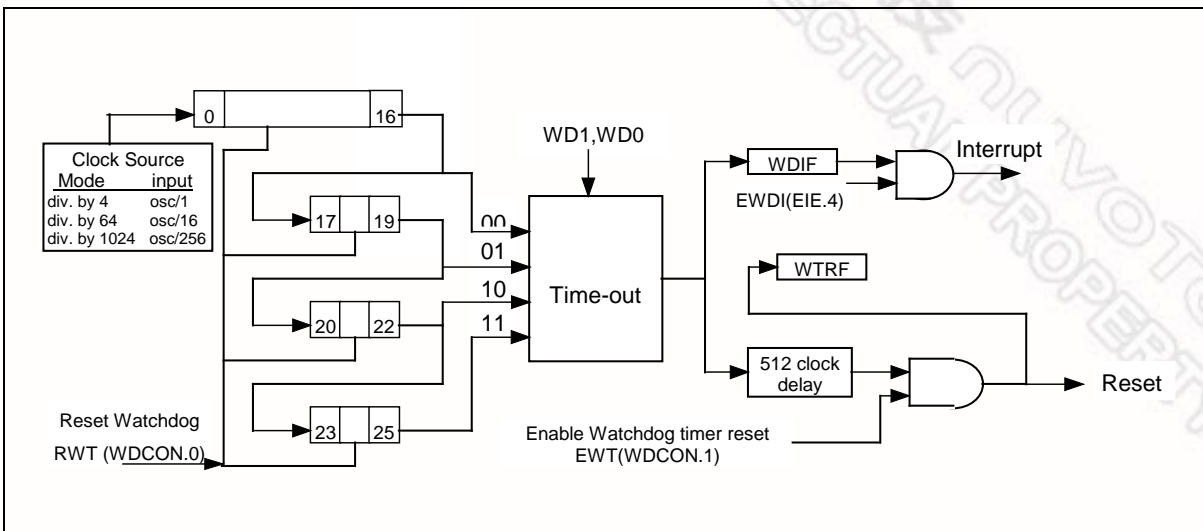 0 16
Clock Source
Mode input
div. by 4 osc/1
div. by 64 osc/16
div. by 1024 osc/256
17 19
20 22
23 25
Reset Watchdog
RWT (WDCON.0)
WD1,WD0
00
01
10
11
Time-out
WDIF
EWDI(EIE.4)
Interrupt
WTRF
512 clock
delay
Enable Watchdog timer reset
EWT(WDCON.1)
Reset
nuvoto
ECTUAL PROPERTY